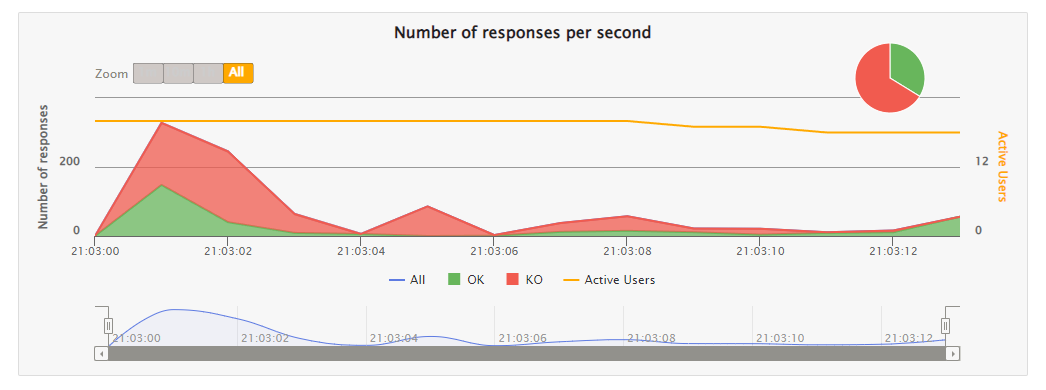 Number of responses per second
Zoom All
Number of responses
200
0
Active Users
12
0
21:03:00 21:03:02 21:03:04 21:03:06 21:03:08 21:03:10 21:03:12
All OK KO Active Users
21:03:00 21:03:02 21:03:04 21:03:06 21:03:08 21:03:10 21:03:12